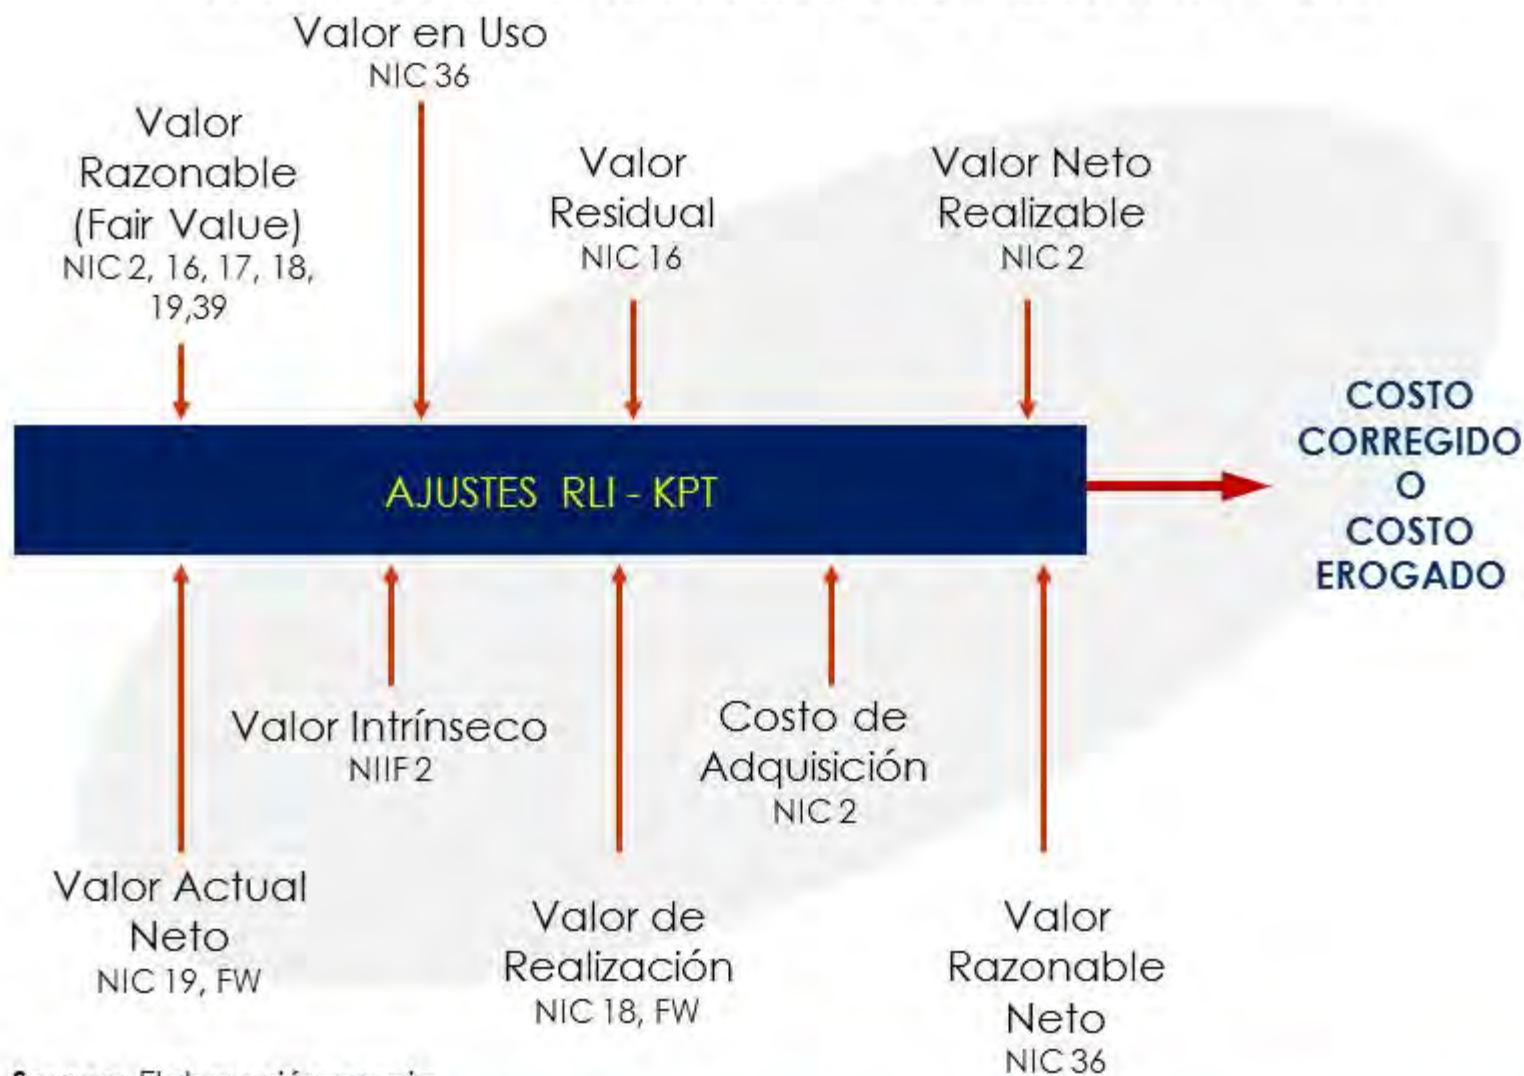 Valor en Uso
NIC 36
Valor
Razonable
(Fair Value)
NIC 2, 16, 17, 18,
19,39
Valor
Residual
NIC 16
Valor Neto
Realizable
NIC 2
AJUSTES RLI - KPT
COSTO
CORREGIDO
O
COSTO
EROGADO
Valor Intrínseco
NIIF 2
Costo de
Adquisición
NIC 2
Valor Actual
Neto
NIC 19, FW
Valor de
Realización
NIC 18, FW
Valor
Razonable
Neto
NIC 36